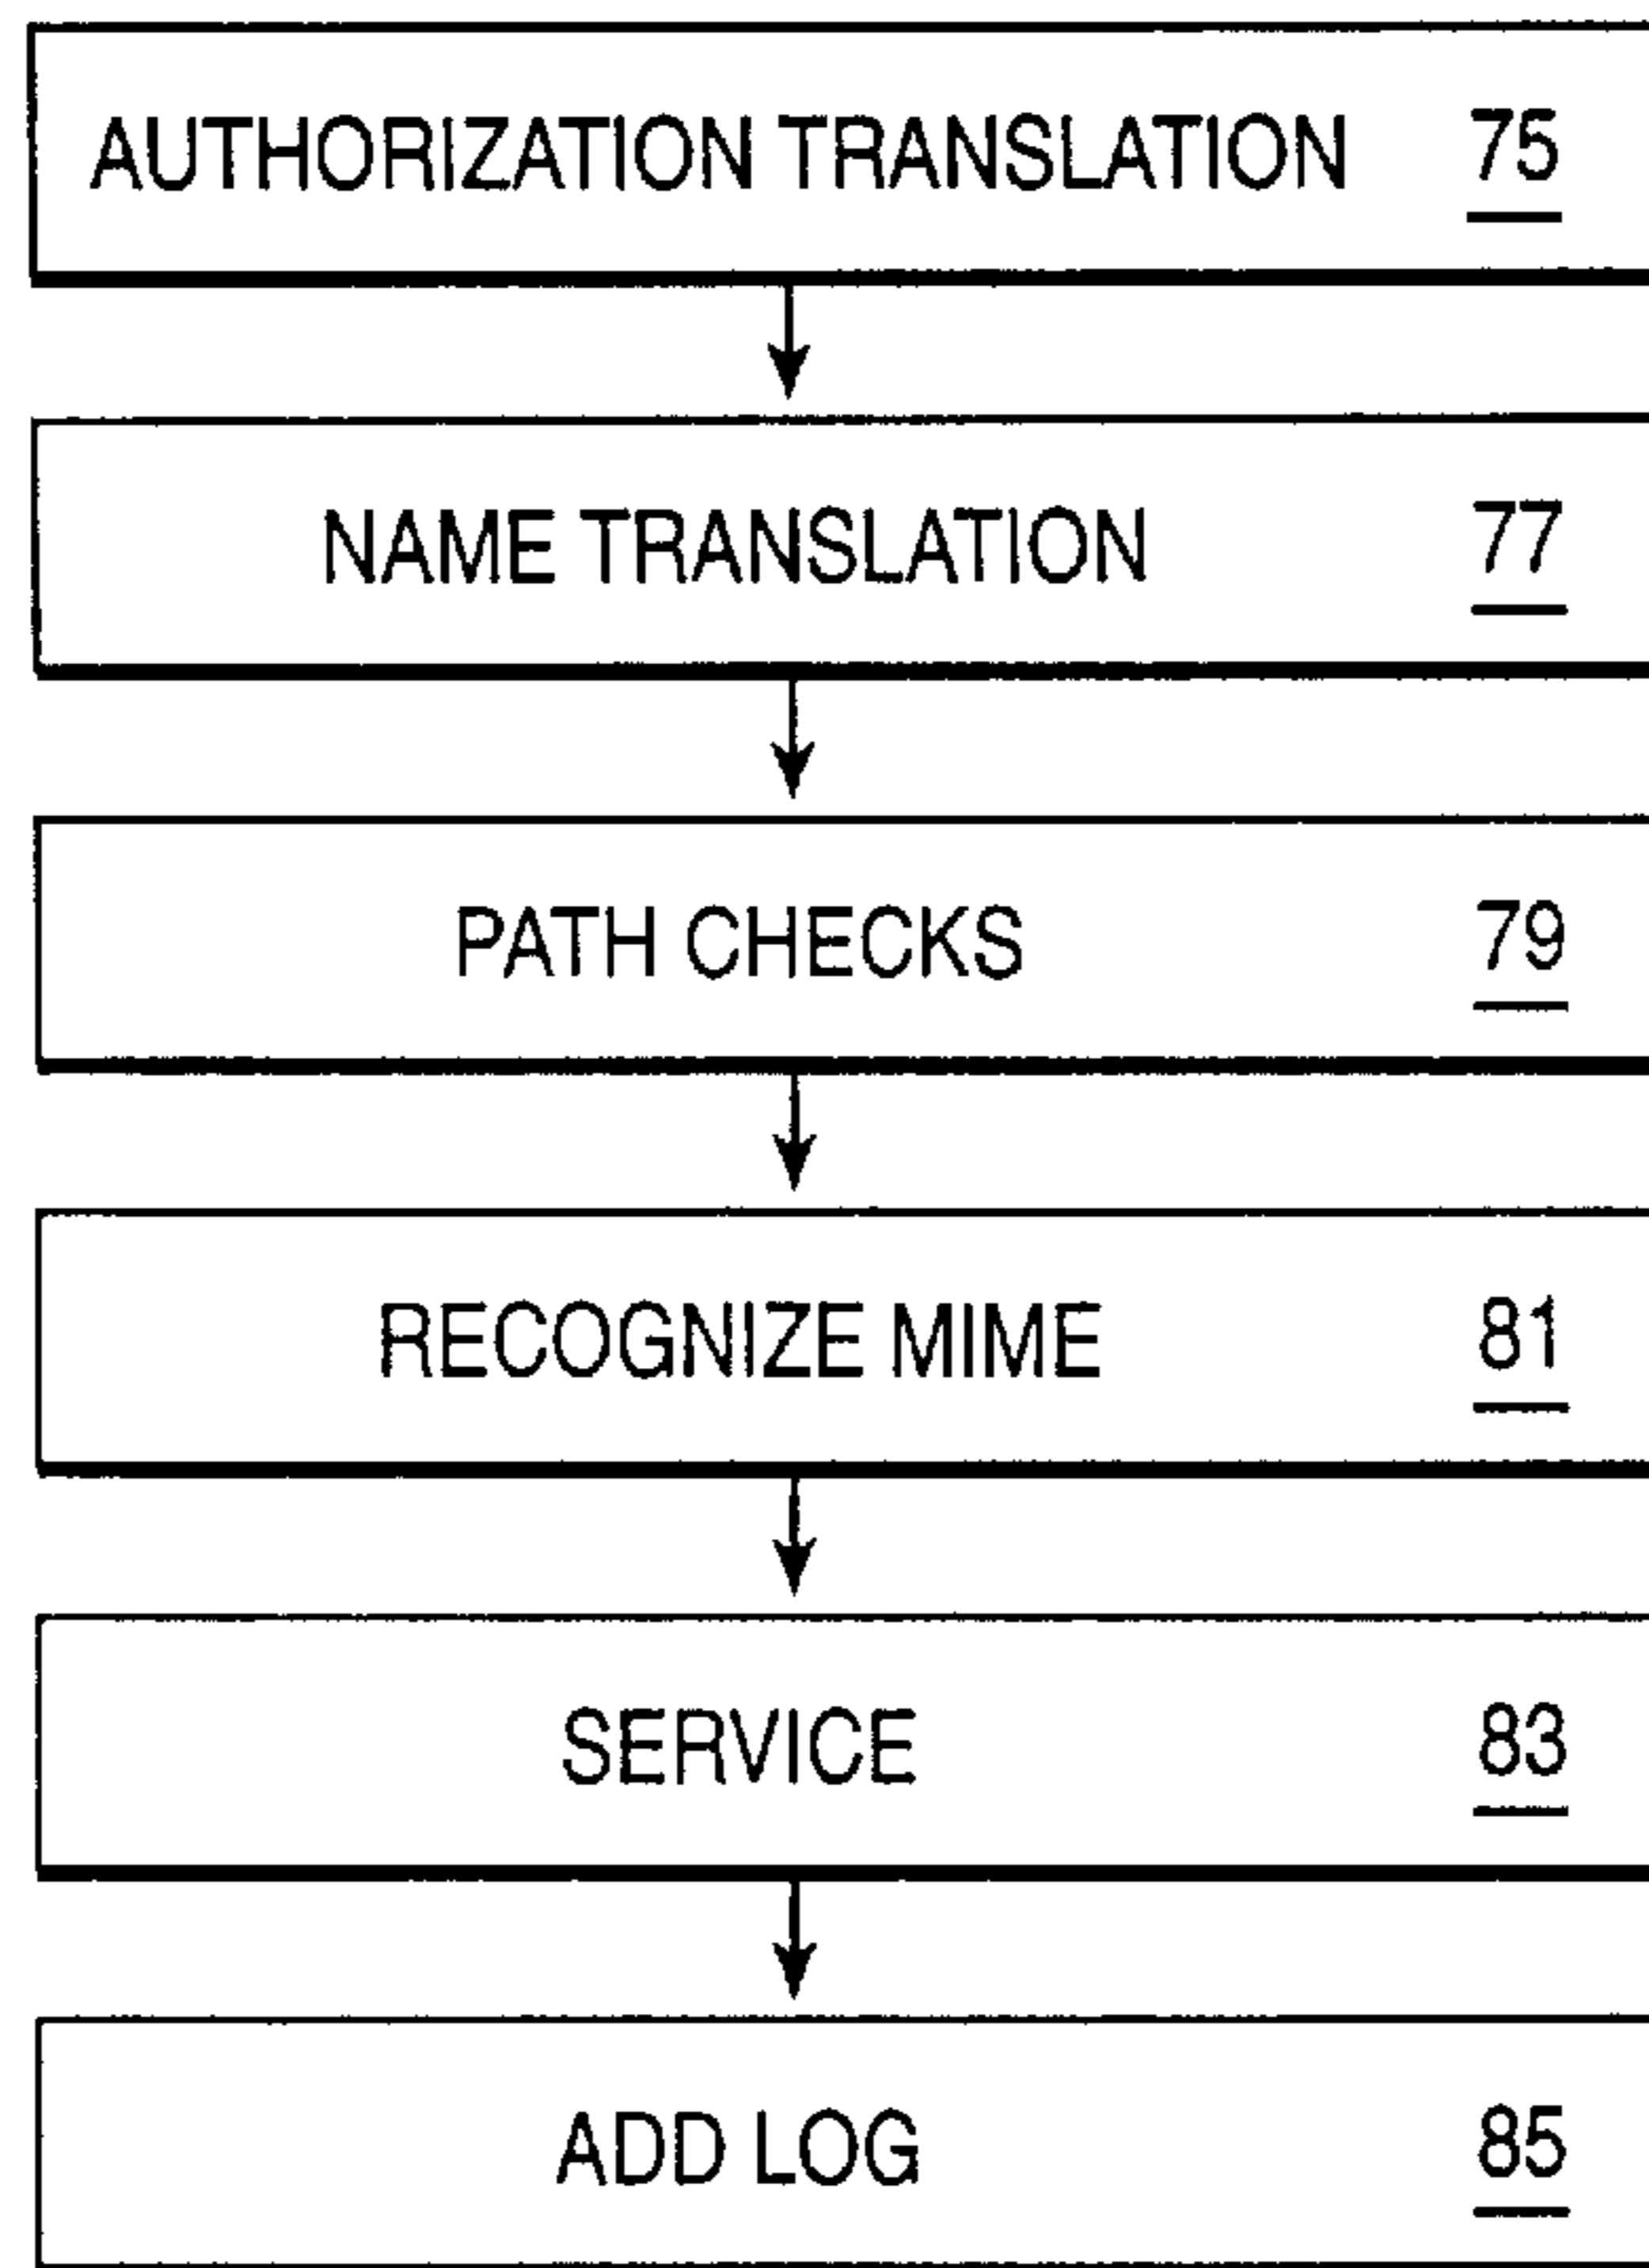 AUTHORIZATION TRANSLATION 75
NAME TRANSLATION 77
PATH CHECKS 79
RECOGNIZE MIME 81
SERVICE 83
ADD LOG 85